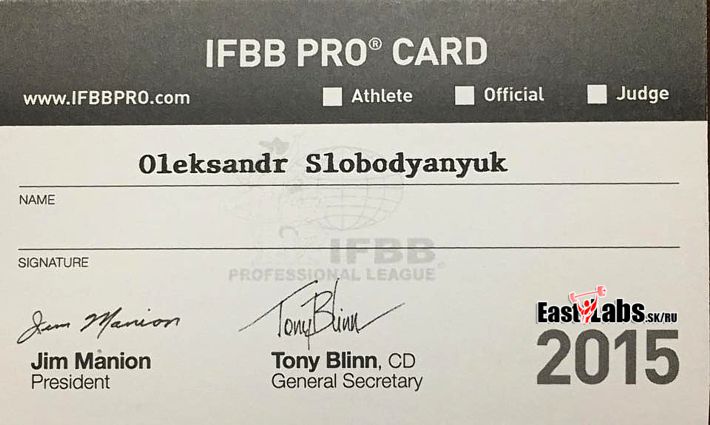 IFBB PRO® CARD
www.IFBBPRO.com Athlete Official Judge
Oleksandr Slobodyanyuk
NAME
IFBB
SIGNATURE
PROFESSIONAL LEAGUE
Jim Manion
Tony Blinn
EastLabs.SK/RU
Jim Manion
Tony Blinn, CD
2015
President
General Secretary